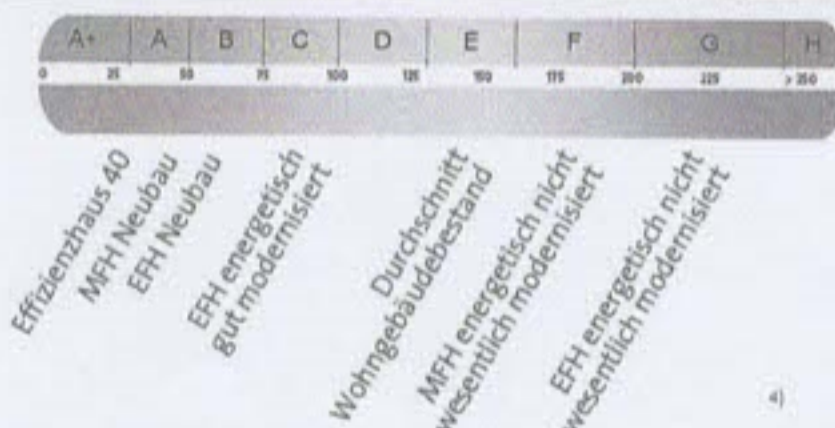 A+ A B C D E F G H
0 25 50 75 100 125 150 175 200 225 > 250
Effizienzhaus 40
MFH Neubau
EFH Neubau
EFH energetisch
gut modernisiert
Durchschnitt
Wohngebäudebestand
MFH energetisch nicht
wesentlich modernisiert
EFH energetisch nicht
wesentlich modernisiert
4)